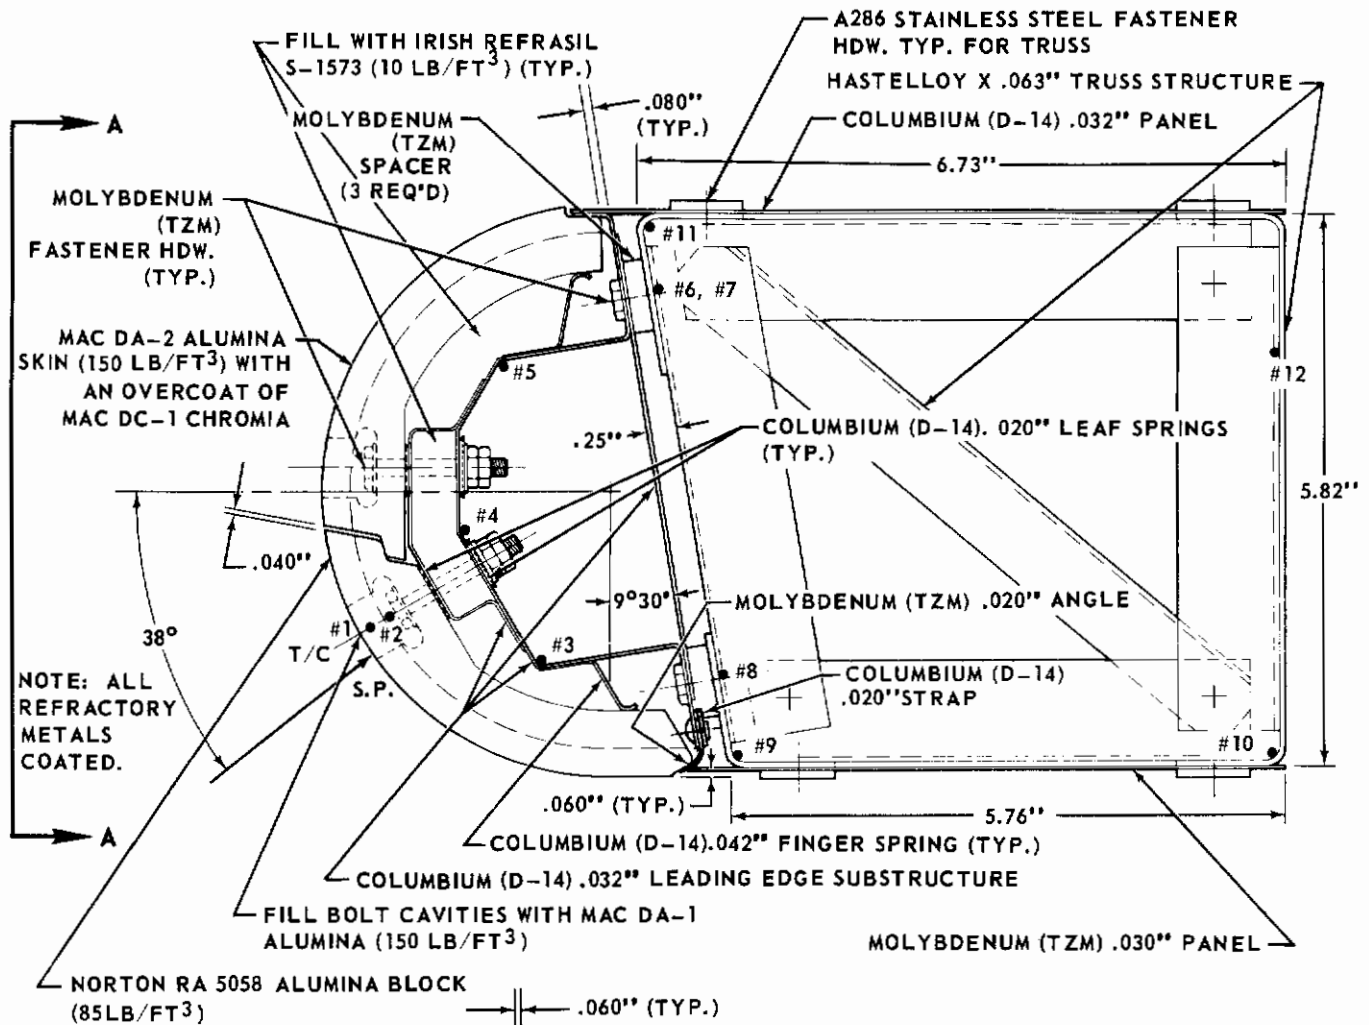 A286 STAINLESS STEEL FASTENER
HDW. TYP. FOR TRUSS
FILL WITH IRISH REFRASIL
S-1573 (10 LB/FT3) (TYP.)
HASTELLOY X .063" TRUSS STRUCTURE
.080"
(TYP.)
A
MOLYBDENUM
(TZM)
SPACER
(3 REQ'D)
COLUMBIUM (D-14) .032" PANEL
6.73"
MOLYBDENUM
(TZM)
FASTENER HDW.
(TYP.)
#11
#6, #7
MAC DA-2 ALUMINA
SKIN (150 LB/FT3) WITH
AN OVERCOAT OF
MAC DC-1 CHROMIA
#5
#12
.25"
COLUMBIUM (D-14). 020" LEAF SPRINGS
(TYP.)
5.82"
#4
.040"
9°30'
MOLYBDENUM (TZM) .020" ANGLE
38°
#1
#2
T/C
S.P.
#3
#8
COLUMBIUM (D-14)
.020" STRAP
NOTE: ALL
REFRACTORY
METALS
COATED.
#9
#10
.060" (TYP.)
5.76"
A
COLUMBIUM (D-14).042" FINGER SPRING (TYP.)
COLUMBIUM (D-14) .032" LEADING EDGE SUBSTRUCTURE
FILL BOLT CAVITIES WITH MAC DA-1
ALUMINA (150 LB/FT3)
MOLYBDENUM (TZM) .030" PANEL
NORTON RA 5058 ALUMINA BLOCK
(85LB/FT3)
.060" (TYP.)